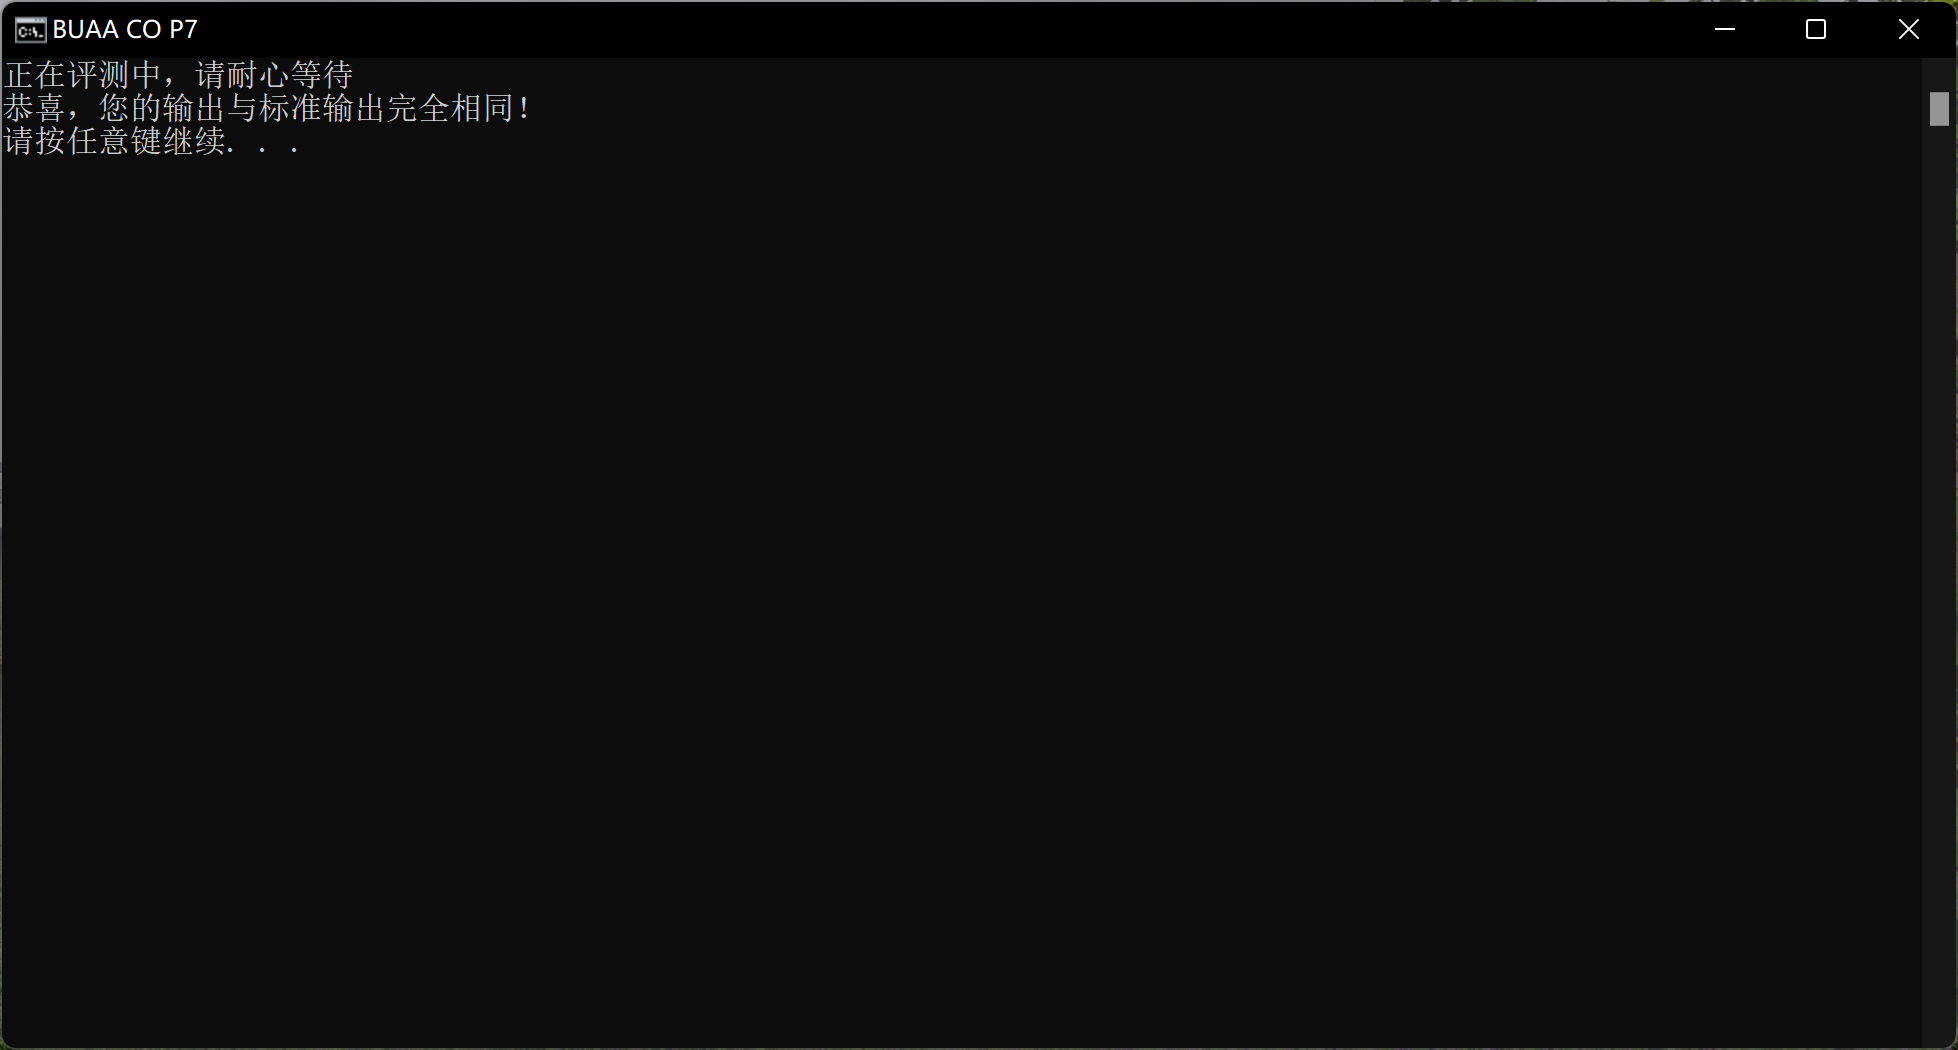 BUAA CO P7
正在评测中，请耐心等待
恭喜，您的输出与标准输出完全相同！
请按任意键继续. . .